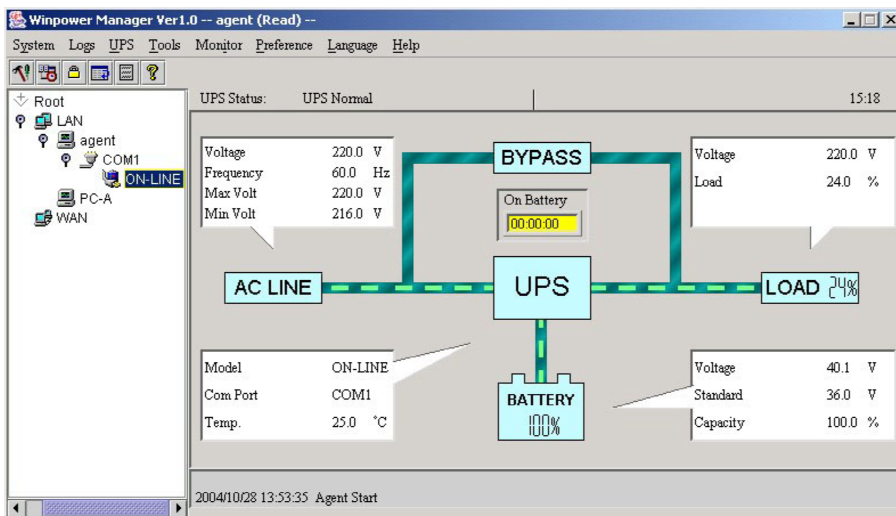 Winpower Manager Ver1.0 -- agent (Read) --
System Logs UPS Tools Monitor Preference Language Help
Root
LAN
agent
COM1
ON-LINE
PC-A
WAN
UPS Status: UPS Normal 15:18
Voltage 220.0 V
Frequency 60.0 Hz
Max Volt 220.0 V
Min Volt 216.0 V
BYPASS
On Battery
00:00:00
Voltage 220.0 V
Load 24.0 %
AC LINE
UPS
LOAD 24%
Model ON-LINE
Com Port COM1
Temp. 25.0 °C
BATTERY
100%
Voltage 40.1 V
Standard 36.0 V
Capacity 100.0 %
2004/10/28 13:53:35 Agent Start